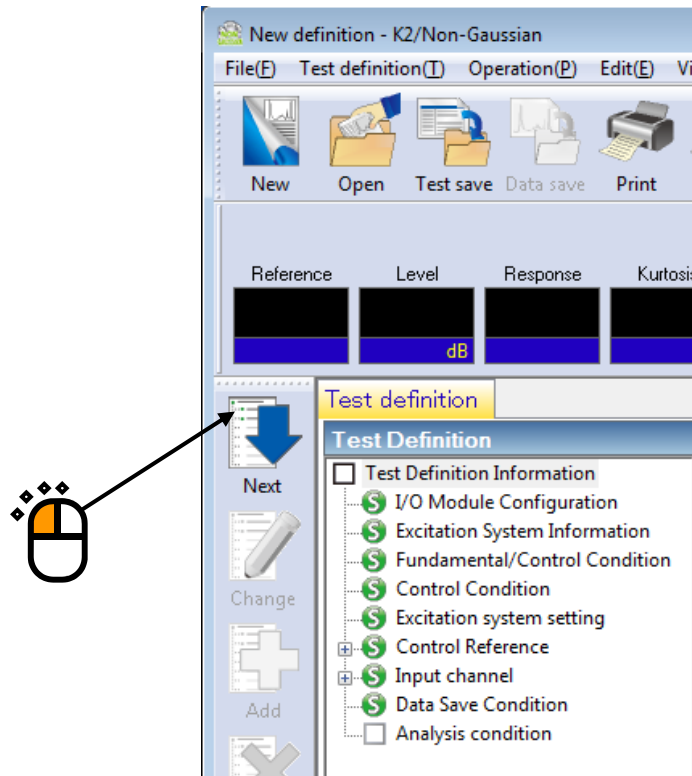 New definition - K2/Non-Gaussian
File(F) Test definition(T) Operation(P) Edit(E)
New Open Test save Data save Print
Reference Level Response Kurtosis
dB
Test definition
Test Definition
Next
Change
Add
Test Definition Information
S I/O Module Configuration
S Excitation System Information
S Fundamental/Control Condition
S Control Condition
S Excitation system setting
S Control Reference
S Input channel
S Data Save Condition
Analysis condition